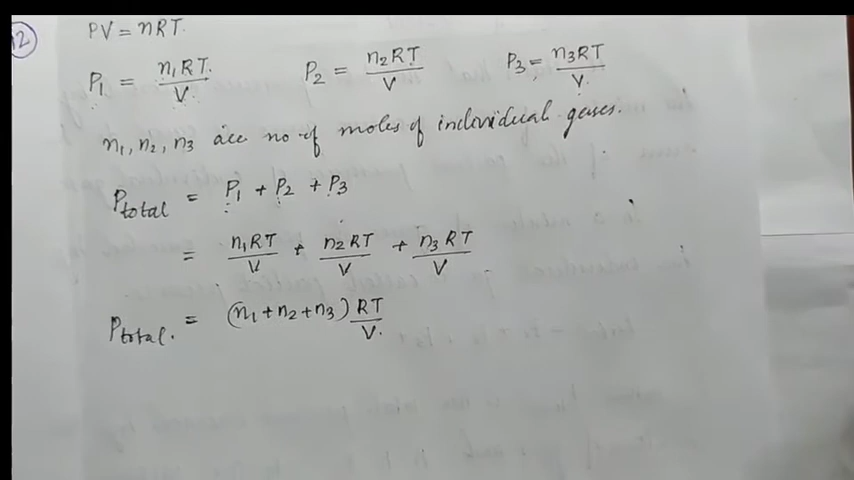 12
PV = nRT.
P₁ = n₁RT/V. P₂ = n₂RT/V P₃ = n₃RT/V.
n₁, n₂, n₃ are no of moles of individual gases.
Ptotal = P₁ + P₂ + P₃
= n₁RT/V + n₂RT/V + n₃RT/V
Ptotal. = (n₁+n₂+n₃) RT/V.